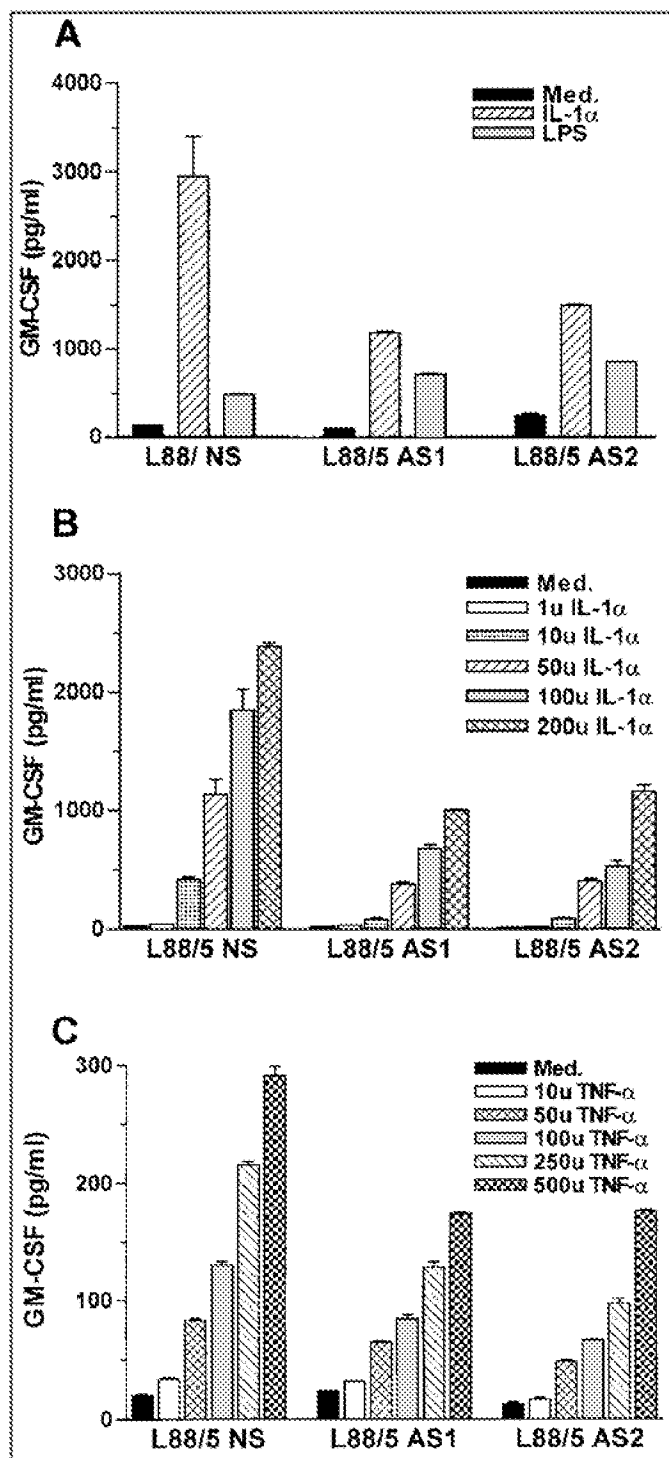 A
GM-CSF (pg/ml)
4000
3000
2000
1000
0
Med.
IL-1α
LPS
L88/ NS
L88/5 AS1
L88/5 AS2
B
GM-CSF (pg/ml)
3000
2000
1000
0
Med.
1u IL-1α
10u IL-1α
50u IL-1α
100u IL-1α
200u IL-1α
L88/5 NS
L88/5 AS1
L88/5 AS2
C
GM-CSF (pg/ml)
300
200
100
0
Med.
10u TNF-α
50u TNF-α
100u TNF-α
250u TNF-α
500u TNF-α
L88/5 NS
L88/5 AS1
L88/5 AS2